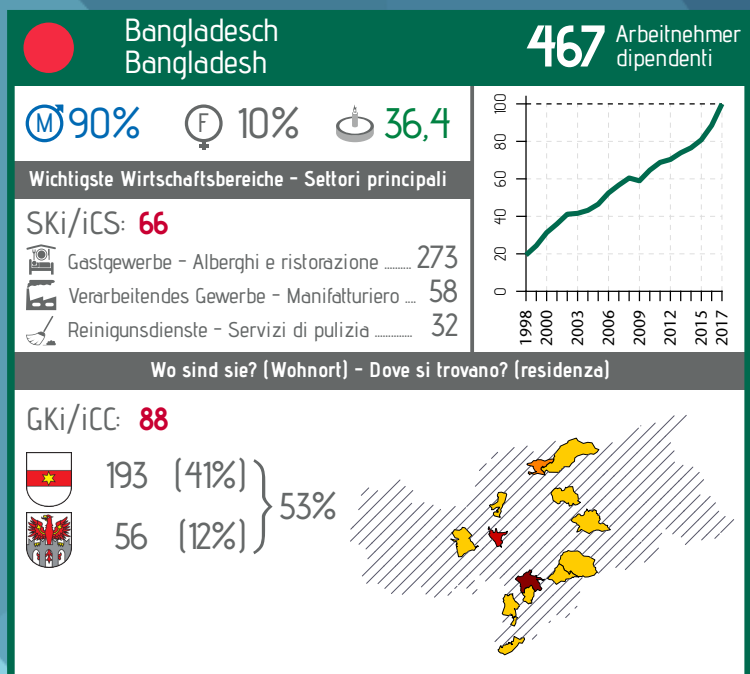 Bangladesch
Bangladesh
467 Arbeitnehmer
dipendenti
M 90% F 10% 36,4
Wichtigste Wirtschaftsbereiche - Settori principali
SKi/iCS: 66
Gastgewerbe - Alberghi e ristorazione ......... 273
Verarbeitendes Gewerbe - Manifatturiero .... 58
Reinigunsdienste - Servizi di pulizia .............. 32
100
80
60
40
20
0
1998
2000
2003
2006
2009
2012
2015
2017
Wo sind sie? (Wohnort) - Dove si trovano? (residenza)
GKi/iCC: 88
193 (41%)
56 (12%)
53%